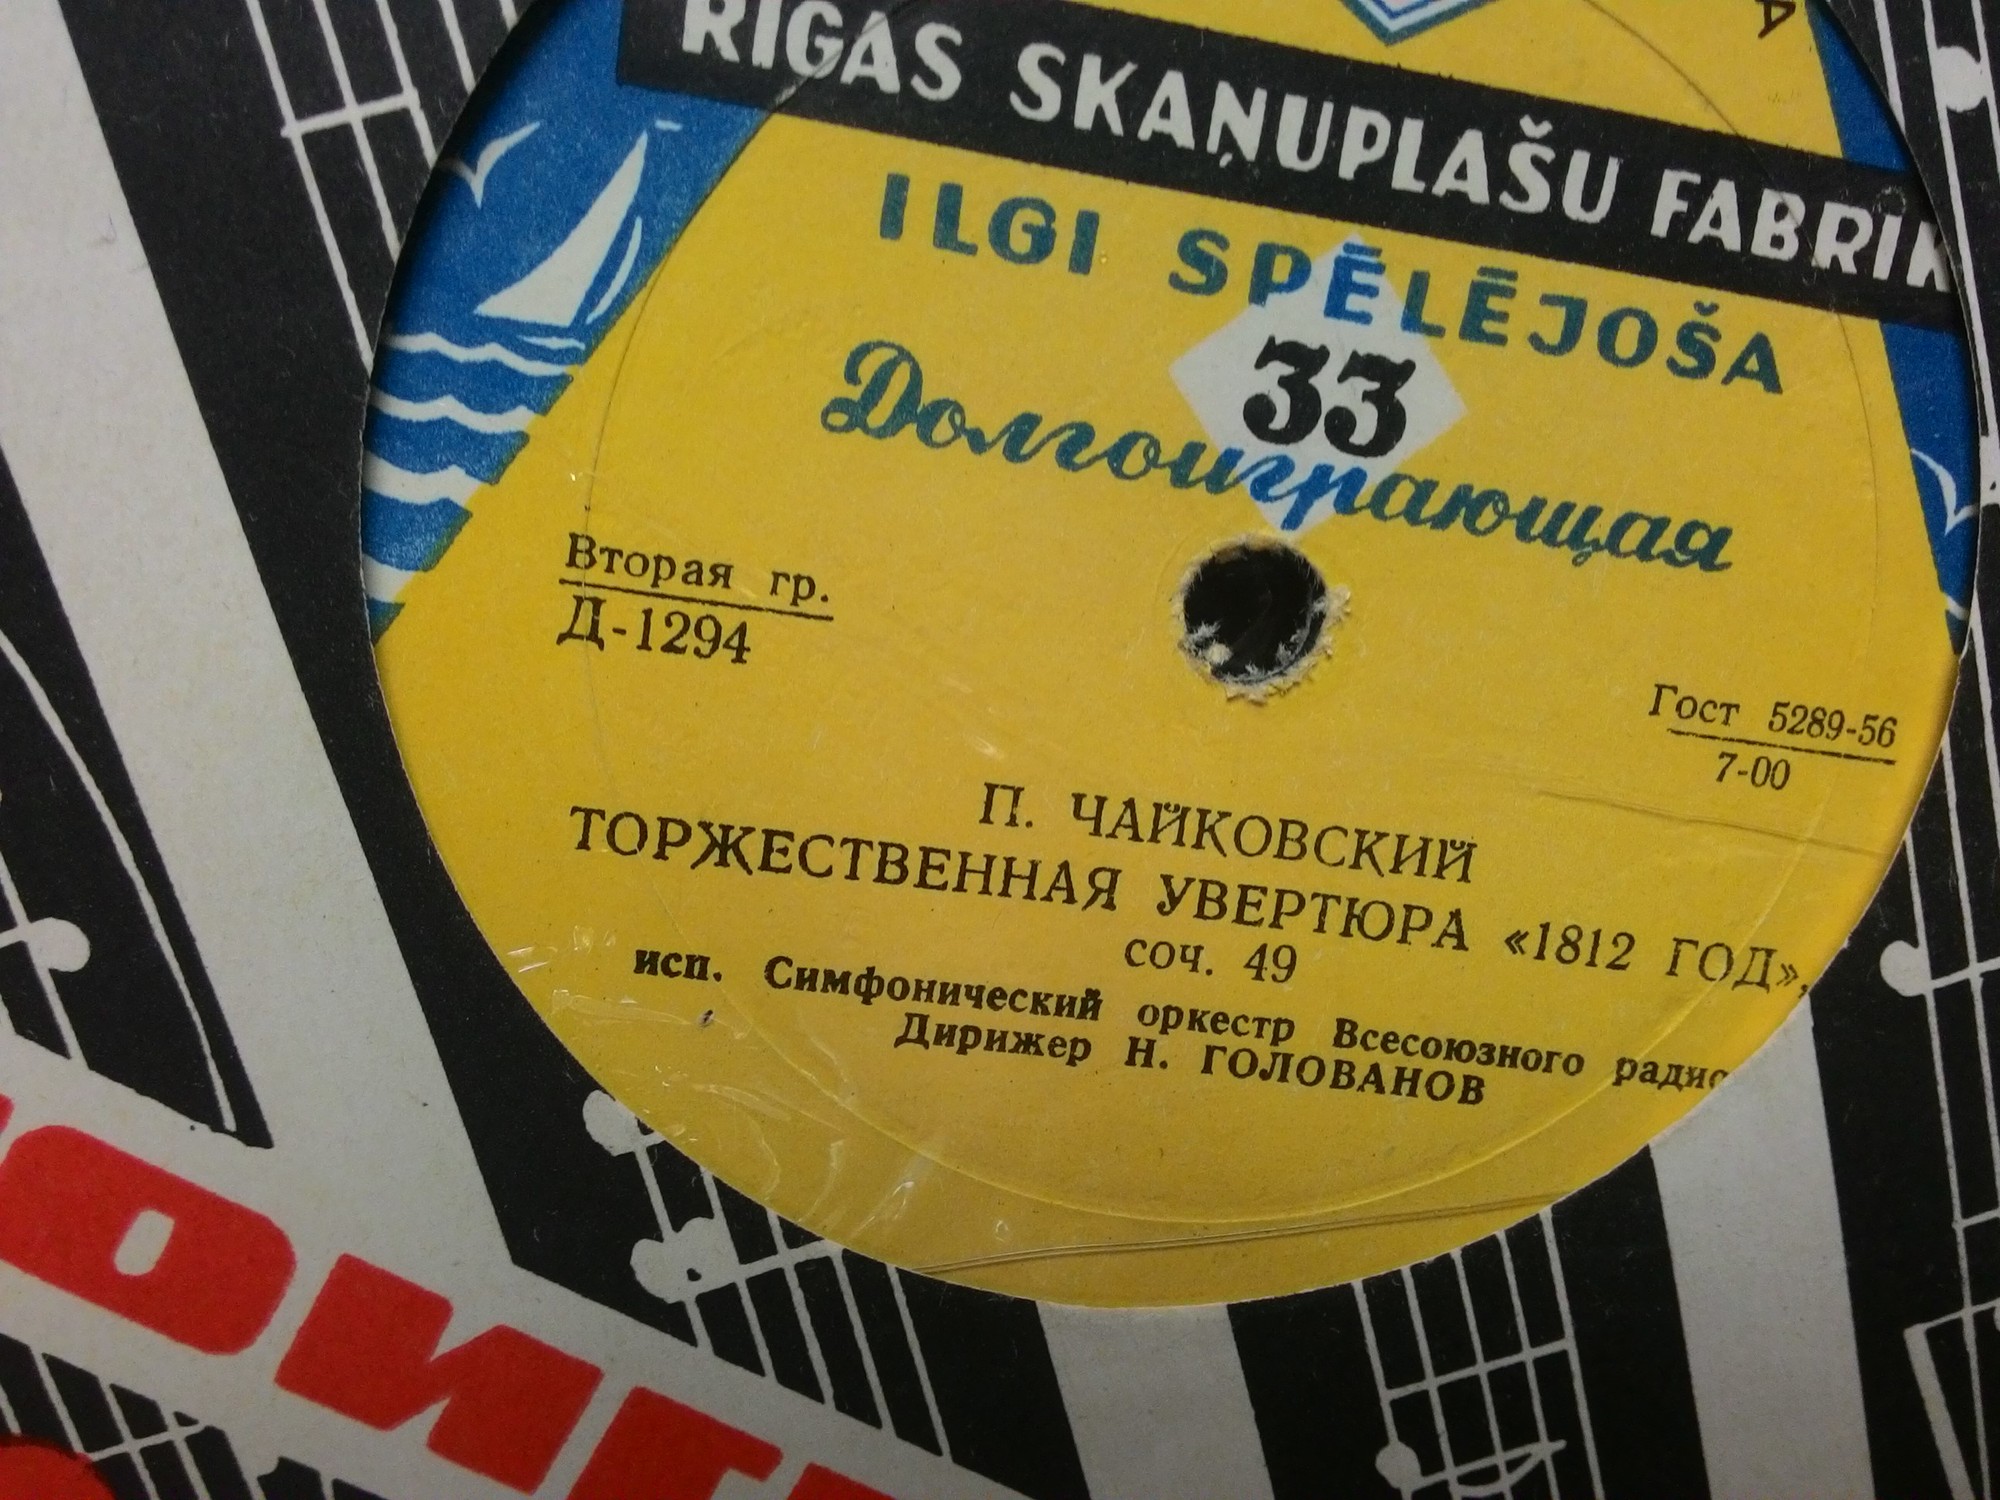 RĪGAS SKAŅUPLAŠU FABRIK
ILGI SPĒLĒJOŠA
33
Долгоиграющая
Вторая гр.
Д-1294
Гост 5289-56
7-00
П. ЧАЙКОВСКИЙ
ТОРЖЕСТВЕННАЯ УВЕРТЮРА «1812 ГОД»,
СОЧ. 49
исп. Симфонический оркестр Всесоюзного радио
Дирижер Н. ГОЛОВАНОВ